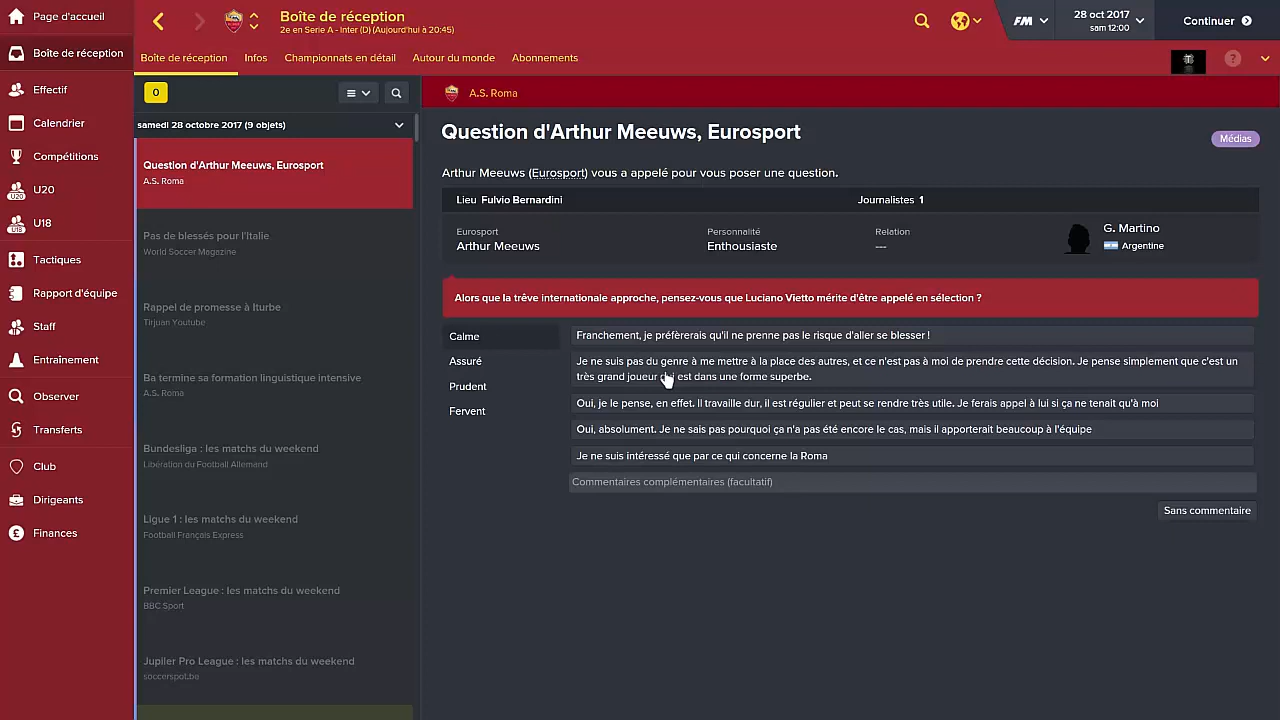 Page d'accueil
Boîte de réception
Effectif
Calendrier
Compétitions
U20
U18
Tactiques
Rapport d'équipe
Staff
Entraînement
Observer
Transferts
Club
Dirigeants
Finances
Boîte de réception
2e en Serie A - Inter (D) (Aujourd'hui à 20:45)
FM
28 oct 2017
sam 12:00
Continuer
Boîte de réception
Infos
Championnats en détail
Autour du monde
Abonnements
?
0
samedi 28 octobre 2017 (9 objets)
Question d'Arthur Meeuws, Eurosport
A.S. Roma
Pas de blessés pour l'Italie
World Soccer Magazine
Rappel de promesse à Iturbe
Tirjuan Youtube
Ba termine sa formation linguistique intensive
A.S. Roma
Bundesliga : les matchs du weekend
Libération du Football Allemand
Ligue 1 : les matchs du weekend
Football Français Express
Premier League : les matchs du weekend
BBC Sport
Jupiler Pro League : les matchs du weekend
soccerspot.be
A.S. Roma
Question d'Arthur Meeuws, Eurosport
Médias
Arthur Meeuws (Eurosport) vous a appelé pour vous poser une question.
Lieu Fulvio Bernardini
Journalistes 1
Eurosport
Arthur Meeuws
Personnalité
Enthousiaste
Relation
---
G. Martino
Argentine
Alors que la trêve internationale approche, pensez-vous que Luciano Vietto mérite d'être appelé en sélection ?
Calme
Assuré
Prudent
Fervent
Franchement, je préfèrerais qu'il ne prenne pas le risque d'aller se blesser !
Je ne suis pas du genre à me mettre à la place des autres, et ce n'est pas à moi de prendre cette décision. Je pense simplement que c'est un
très grand joueur qui est dans une forme superbe.
Oui, je le pense, en effet. Il travaille dur, il est régulier et peut se rendre très utile. Je ferais appel à lui si ça ne tenait qu'à moi
Oui, absolument. Je ne sais pas pourquoi ça n'a pas été encore le cas, mais il apporterait beaucoup à l'équipe
Je ne suis intéressé que par ce qui concerne la Roma
Commentaires complémentaires (facultatif)
Sans commentaire